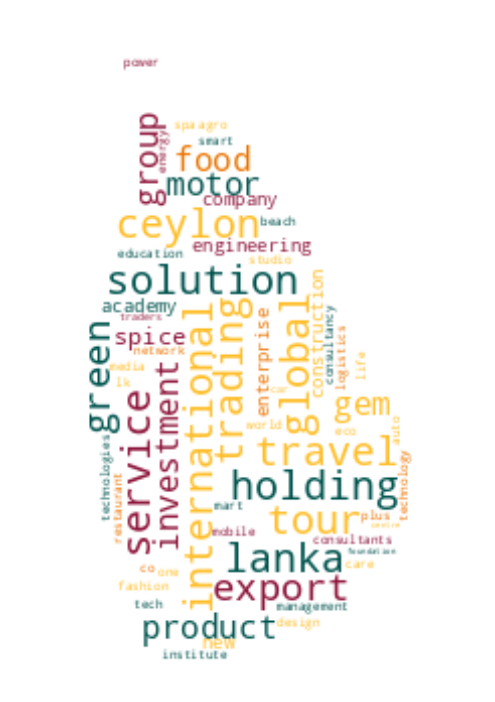 power
group
energy
spa agro
smart
food
motor
company
ceylon
beach
engineering
education
studio
solution
academy
traders
spice
network
green
media
lk
international
trading
enterprise
global
construction
consultancy
logistics
life
car
gem
service
investment
world
eco
auto
travel
technologies
restaurant
holding
technology
mart
tour
plus
mobile
consultants
lanka
foundation
co
one
care
fashion
export
tech
management
product
design
new
institute